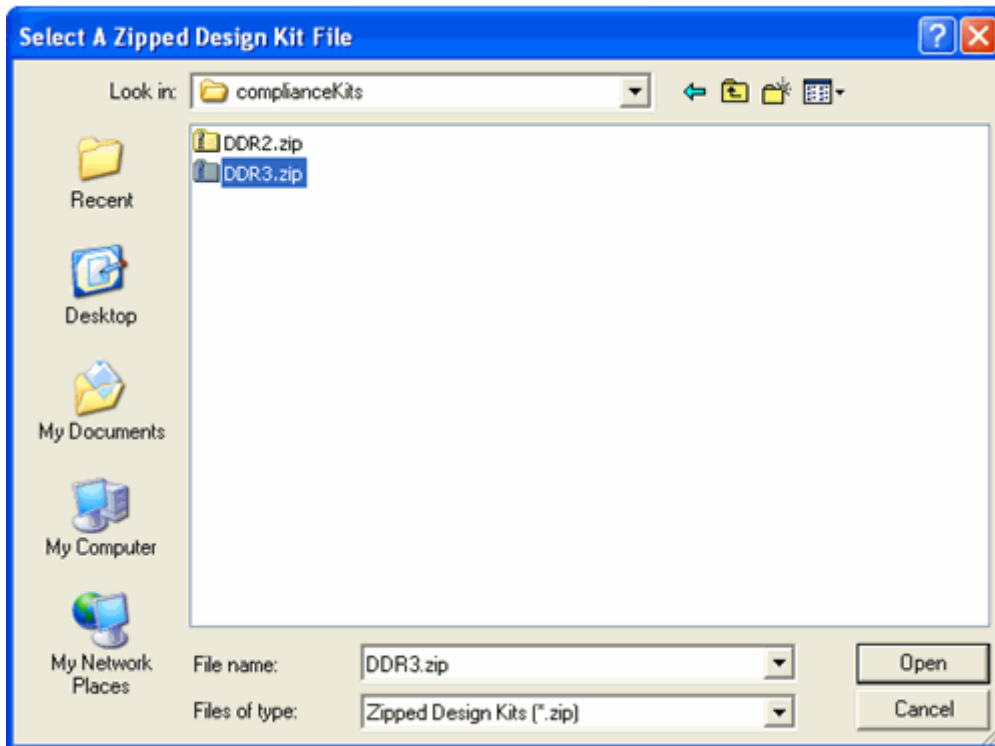 Select A Zipped Design Kit File
Look in: complianceKits
DDR2.zip
DDR3.zip
Recent
Desktop
My Documents
My Computer
My Network
Places
File name: DDR3.zip Open
Files of type: Zipped Design Kits (*.zip) Cancel